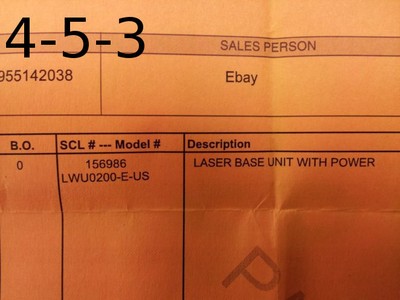 4-5-3
SALES PERSON
955142038
Ebay
B.O.
SCL # --- Model #
Description
0
156986
LASER BASE UNIT WITH POWER
LWU0200-E-US